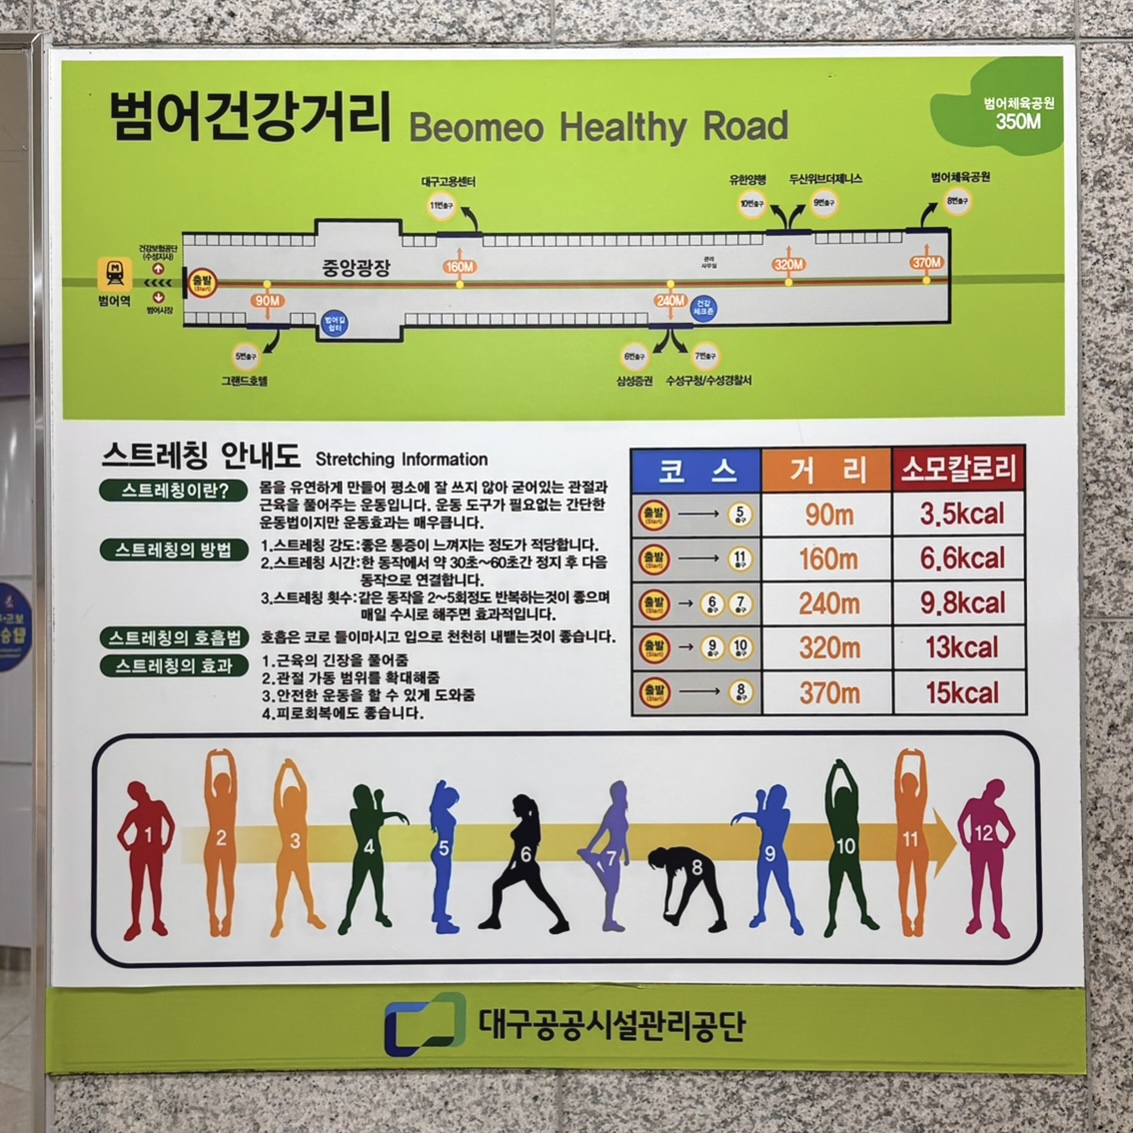 범어건강거리 Beomeo Healthy Road
범어체육공원
350M
대구고용센터
11번출구
유한양행
10번출구
두산위브더제니스
9번출구
범어체육공원
8번출구
건강보험공단
(수성지사)
M
범어역
범어시장
출발
(Start)
중앙광장
160M
관리
사무실
320M
370M
90M
범어길
쉼터
240M
건강
체크존
5번출구
그랜드호텔
6번출구
삼성증권
7번출구
수성구청/수성경찰서
스트레칭 안내도 Stretching Information
스트레칭이란?
몸을 유연하게 만들어 평소에 잘 쓰지 않아 굳어있는 관절과
근육을 풀어주는 운동입니다. 운동 도구가 필요없는 간단한
운동법이지만 운동효과는 매우큽니다.
스트레칭의 방법
1.스트레칭 강도:좋은 통증이 느껴지는 정도가 적당합니다.
2.스트레칭 시간:한 동작에서 약 30초~60초간 정지 후 다음
동작으로 연결합니다.
3.스트레칭 횟수:같은 동작을 2~5회정도 반복하는것이 좋으며
매일 수시로 해주면 효과적입니다.
스트레칭의 호흡법
호흡은 코로 들이마시고 입으로 천천히 내뱉는것이 좋습니다.
스트레칭의 효과
1.근육의 긴장을 풀어줌
2.관절 가동 범위를 확대해줌
3.안전한 운동을 할 수 있게 도와줌
4.피로회복에도 좋습니다.
코 스 거 리 소모칼로리
출발 (Start) 5 출구 90m 3.5kcal
출발 (Start) 11 출구 160m 6.6kcal
출발 (Start) 6 출구 7 출구 240m 9.8kcal
출발 (Start) 9 출구 10 출구 320m 13kcal
출발 (Start) 8 출구 370m 15kcal
1 2 3 4 5 6 7 8 9 10 11 12
대구공공시설관리공단